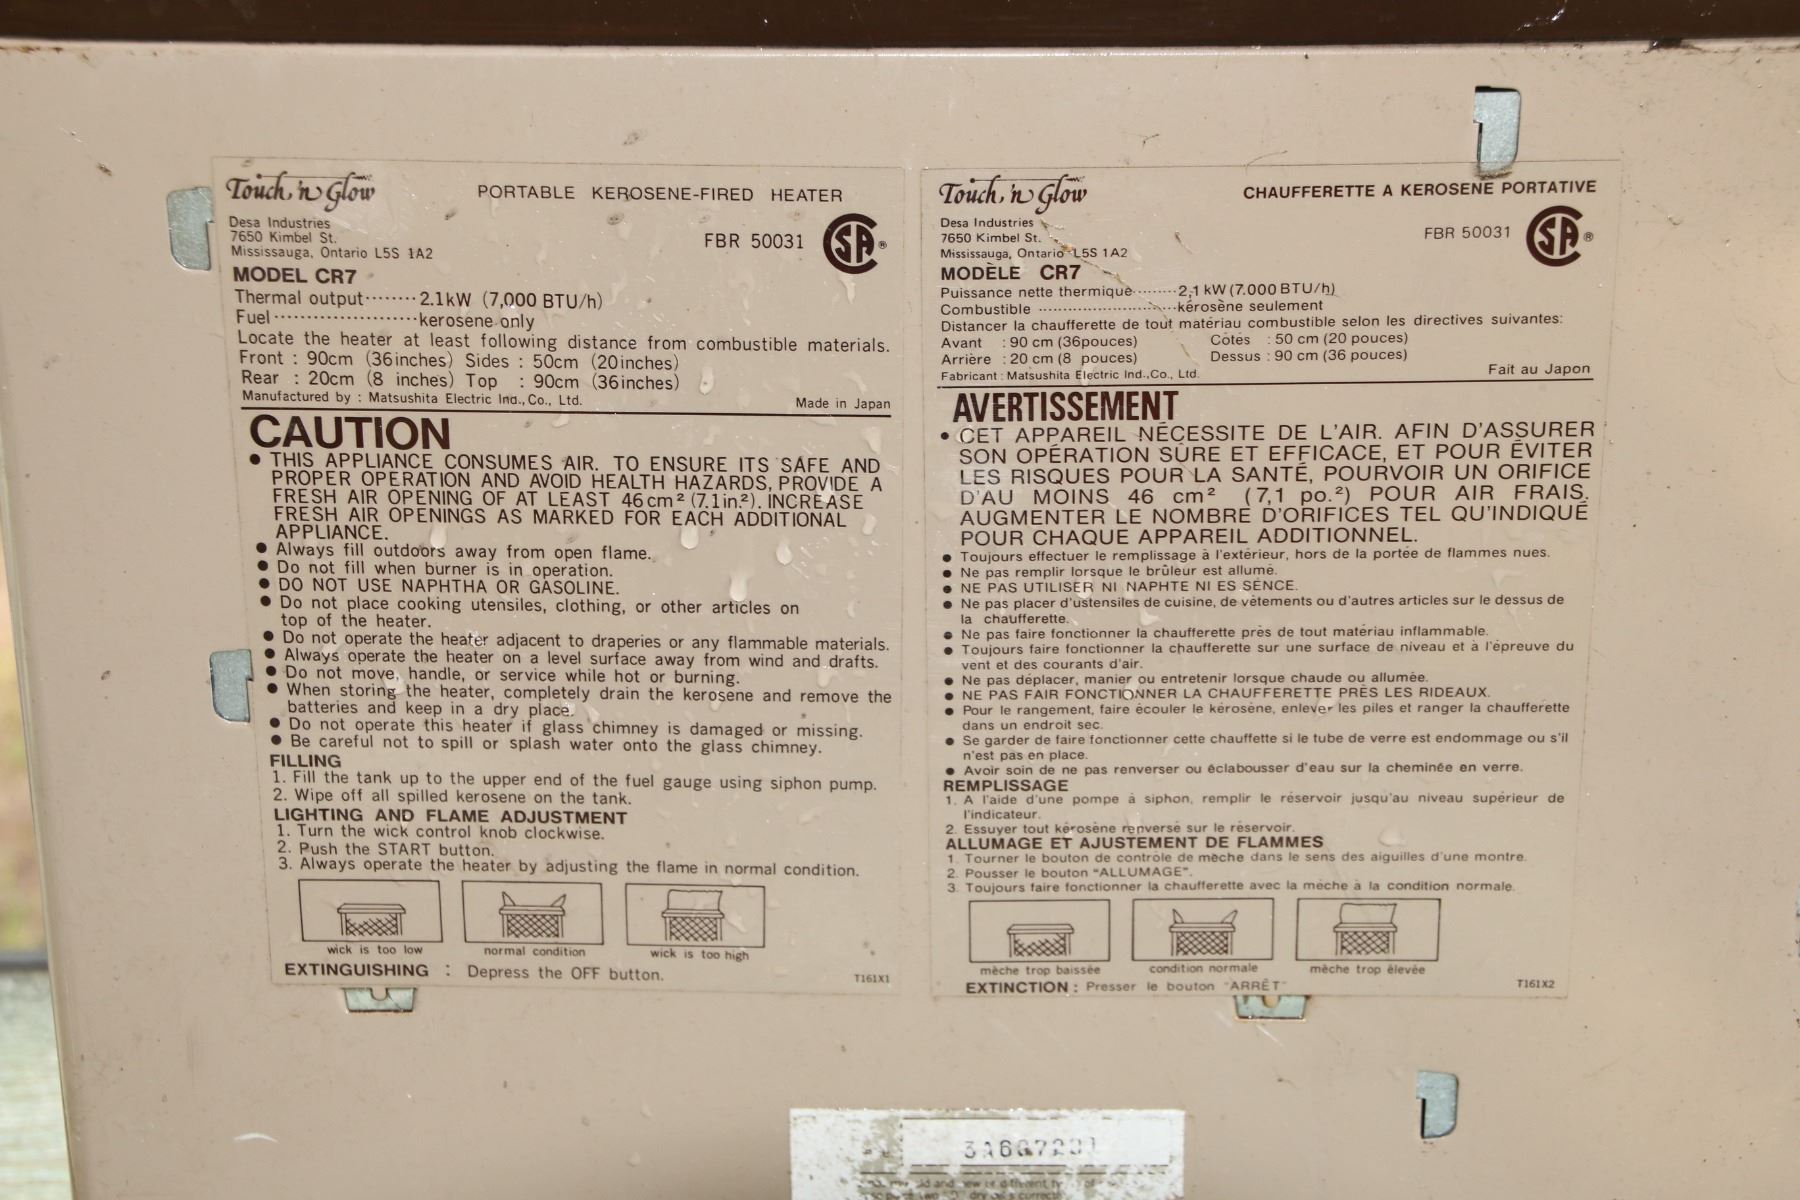 Touch 'n Glow
PORTABLE KEROSENE-FIRED HEATER
Desa Industries
7650 Kimbel St.
Mississauga, Ontario L5S 1A2
FBR 50031
SA ®
MODEL CR7
Thermal output········2.1kW (7,000 BTU/h)
Fuel····················kerosene only
Locate the heater at least following distance from combustible materials.
Front : 90cm (36inches) Sides : 50cm (20inches)
Rear : 20cm (8 inches) Top : 90cm (36inches)
Manufactured by : Matsushita Electric Ind., Co., Ltd.
Made in Japan
CAUTION
● THIS APPLIANCE CONSUMES AIR. TO ENSURE ITS SAFE AND
PROPER OPERATION AND AVOID HEALTH HAZARDS, PROVIDE A
FRESH AIR OPENING OF AT LEAST 46cm² (7.1in.²). INCREASE
FRESH AIR OPENINGS AS MARKED FOR EACH ADDITIONAL
APPLIANCE.
● Always fill outdoors away from open flame.
● Do not fill when burner is in operation.
● DO NOT USE NAPHTHA OR GASOLINE.
● Do not place cooking utensiles, clothing, or other articles on
top of the heater.
● Do not operate the heater adjacent to draperies or any flammable materials.
● Always operate the heater on a level surface away from wind and drafts.
● Do not move, handle, or service while hot or burning.
● When storing the heater, completely drain the kerosene and remove the
batteries and keep in a dry place.
● Do not operate this heater if glass chimney is damaged or missing.
● Be careful not to spill or splash water onto the glass chimney.
FILLING
1. Fill the tank up to the upper end of the fuel gauge using siphon pump.
2. Wipe off all spilled kerosene on the tank.
LIGHTING AND FLAME ADJUSTMENT
1. Turn the wick control knob clockwise.
2. Push the START button.
3. Always operate the heater by adjusting the flame in normal condition.
wick is too low normal condition wick is too high
EXTINGUISHING : Depress the OFF button.
T161X1
Touch 'n Glow
CHAUFFERETTE A KEROSENE PORTATIVE
Desa Industries
7650 Kimbel St.
Mississauga, Ontario L5S 1A2
FBR 50031
SA ®
MODÈLE CR7
Puissance nette thermique·········2,1 kW (7.000 BTU/h)
Combustible ························kérosène seulement
Distancer la chaufferette de tout matériau combustible selon les directives suivantes:
Avant : 90 cm (36pouces) Côtés : 50 cm (20 pouces)
Arrière : 20 cm (8 pouces) Dessus : 90 cm (36 pouces)
Fabricant : Matsushita Electric Ind.,Co., Ltd.
Fait au Japon
AVERTISSEMENT
● CET APPAREIL NÉCESSITE DE L'AIR. AFIN D'ASSURER
SON OPÉRATION SÛRE ET EFFICACE, ET POUR ÉVITER
LES RISQUES POUR LA SANTÉ, POURVOIR UN ORIFICE
D'AU MOINS 46 cm² (7,1 po.²) POUR AIR FRAIS.
AUGMENTER LE NOMBRE D'ORIFICES TEL QU'INDIQUÉ
POUR CHAQUE APPAREIL ADDITIONNEL.
● Toujours effectuer le remplissage à l'extérieur, hors de la portée de flammes nues.
● Ne pas remplir lorsque le brûleur est allumé.
● NE PAS UTILISER NI NAPHTE NI ES SENCE.
● Ne pas placer d'ustensiles de cuisine, de vêtements ou d'autres articles sur le dessus de
la chaufferette.
● Ne pas faire fonctionner la chaufferette près de tout matériau inflammable.
● Toujours faire fonctionner la chaufferette sur une surface de niveau et à l'épreuve du
vent et des courants d'air.
● Ne pas déplacer, manier ou entretenir lorsque chaude ou allumée.
● NE PAS FAIR FONCTIONNER LA CHAUFFERETTE PRÈS LES RIDEAUX.
● Pour le rangement, faire écouler le kérosène, enlever les piles et ranger la chaufferette
dans un endroit sec.
● Se garder de faire fonctionner cette chauffette si le tube de verre est endommagé ou s'il
n'est pas en place.
● Avoir soin de ne pas renverser ou éclabousser d'eau sur la cheminée en verre.
REMPLISSAGE
1. A l'aide d'une pompe à siphon, remplir le réservoir jusqu'au niveau supérieur de
l'indicateur.
2. Essuyer tout kérosène renversé sur le réservoir.
ALLUMAGE ET AJUSTEMENT DE FLAMMES
1. Tourner le bouton de contrôle de mèche dans le sens des aiguilles d'une montre.
2. Pousser le bouton "ALLUMAGE".
3. Toujours faire fonctionner la chaufferette avec la mèche à la condition normale.
mèche trop baissée condition normale mèche trop élevée
EXTINCTION : Presser le bouton "ARRÊT"
T161X2